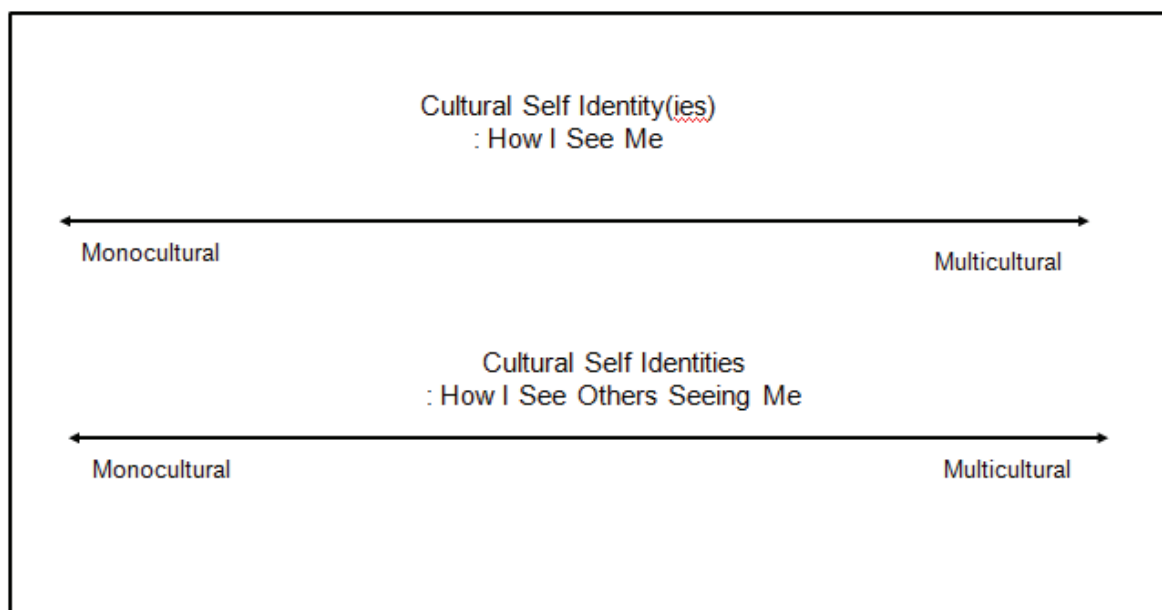 Cultural Self Identity(ies)
: How I See Me
Monocultural
Multicultural
Cultural Self Identities
: How I See Others Seeing Me
Monocultural
Multicultural